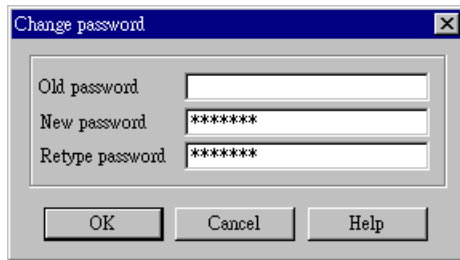 Change password
Old password
New password *******
Retype password *******
OK Cancel Help